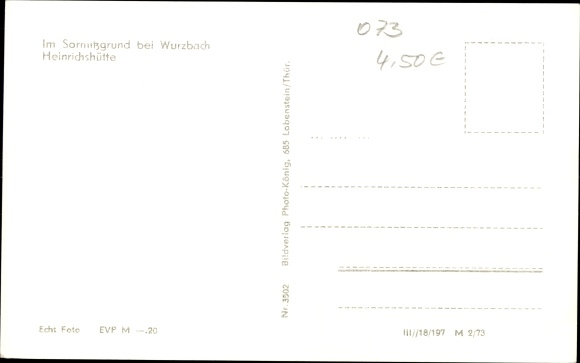 Im Sormitzgrund bei Wurzbach
Heinrichshütte
073
4,50€
Nr. 3502 Bildverlag Photo-König, 685 Lobenstein/Thür.
Echt Foto EVP M —.20
III//18/197 M 2/73